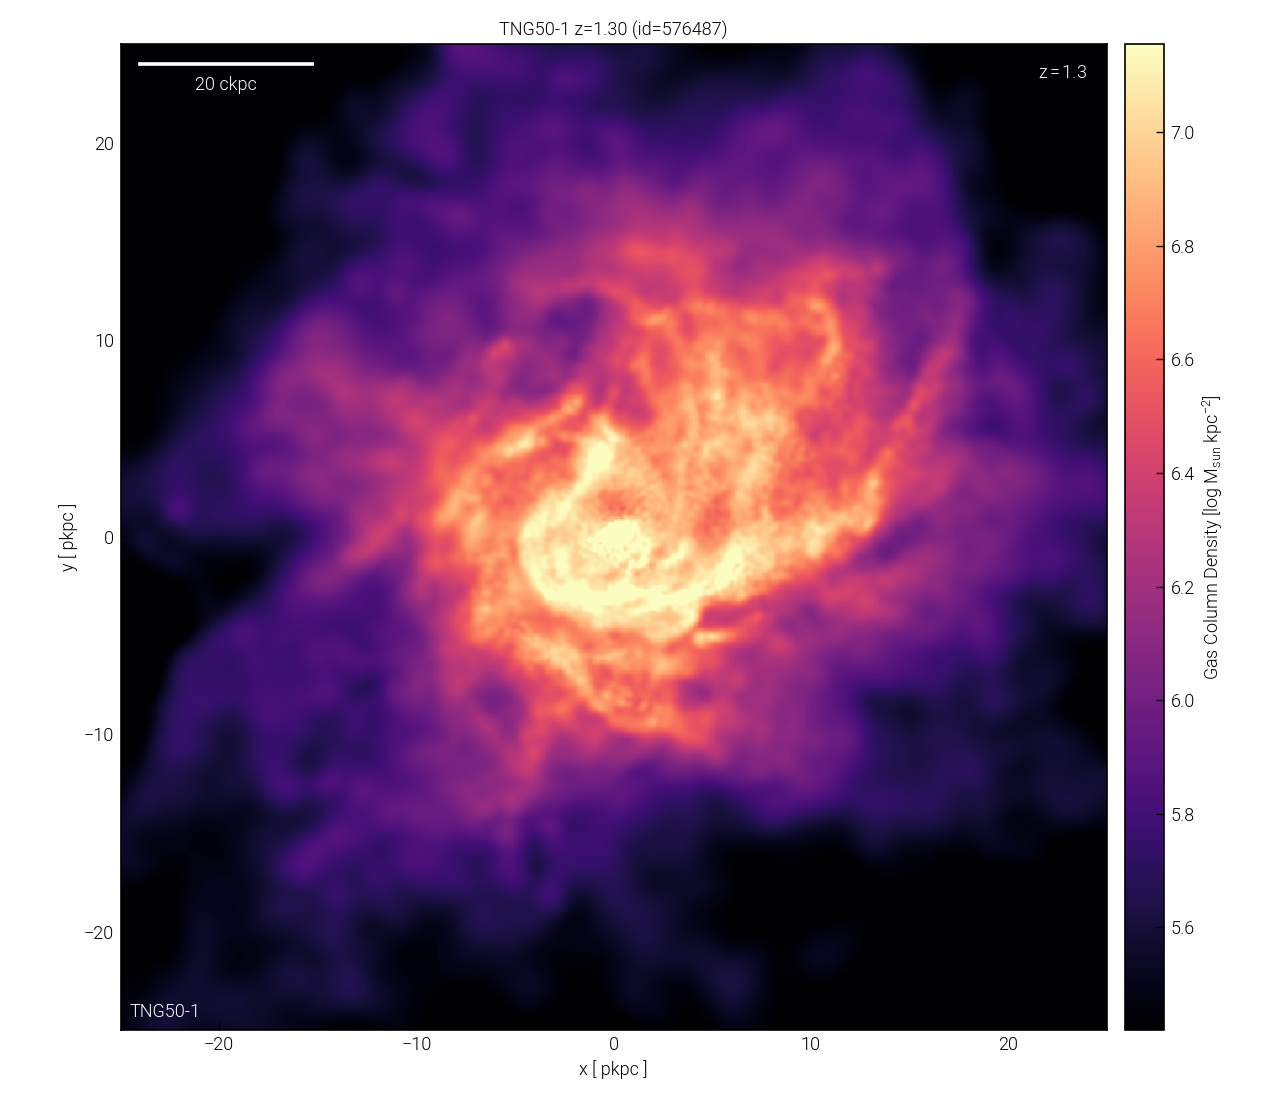 TNG50-1 z=1.30 (id=576487)
20 ckpc
z=1.3
TNG50-1
y [ pkpc ]
20
10
0
−10
−20
−20
−10
0
10
20
x [ pkpc ]
7.0
6.8
6.6
6.4
6.2
6.0
5.8
5.6
Gas Column Density [log M_sun kpc⁻²]